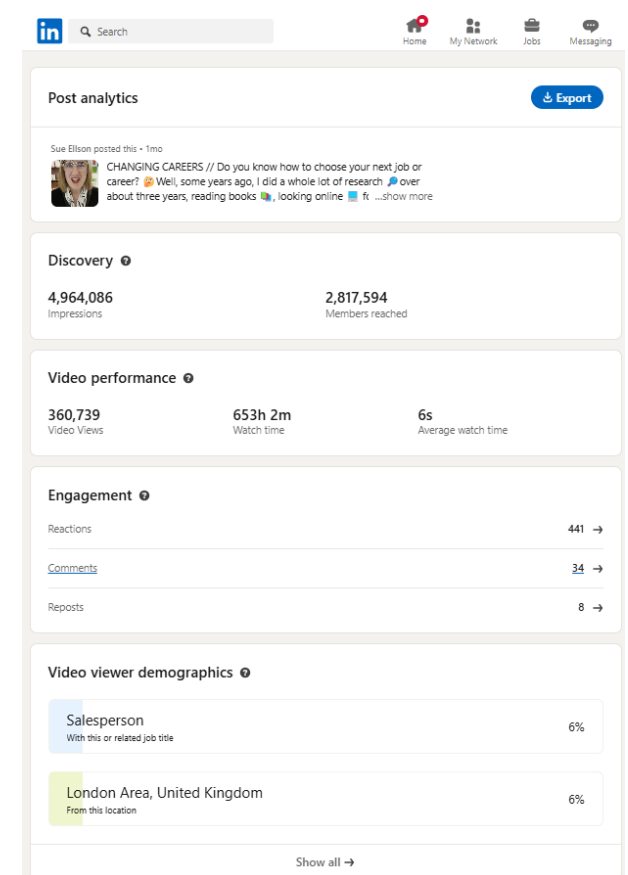 in Search
Home My Network Jobs Messaging
Post analytics
Export
Sue Ellson posted this • 1mo
CHANGING CAREERS // Do you know how to choose your next job or
career? 🤔 Well, some years ago, I did a whole lot of research 🔎 over
about three years, reading books 📚, looking online 💻 fo ...show more
Discovery
4,964,086 2,817,594
Impressions Members reached
Video performance
360,739 653h 2m 6s
Video Views Watch time Average watch time
Engagement
Reactions 441 →
Comments 34 →
Reposts 8 →
Video viewer demographics
Salesperson
With this or related job title
6%
London Area, United Kingdom
From this location
6%
Show all →